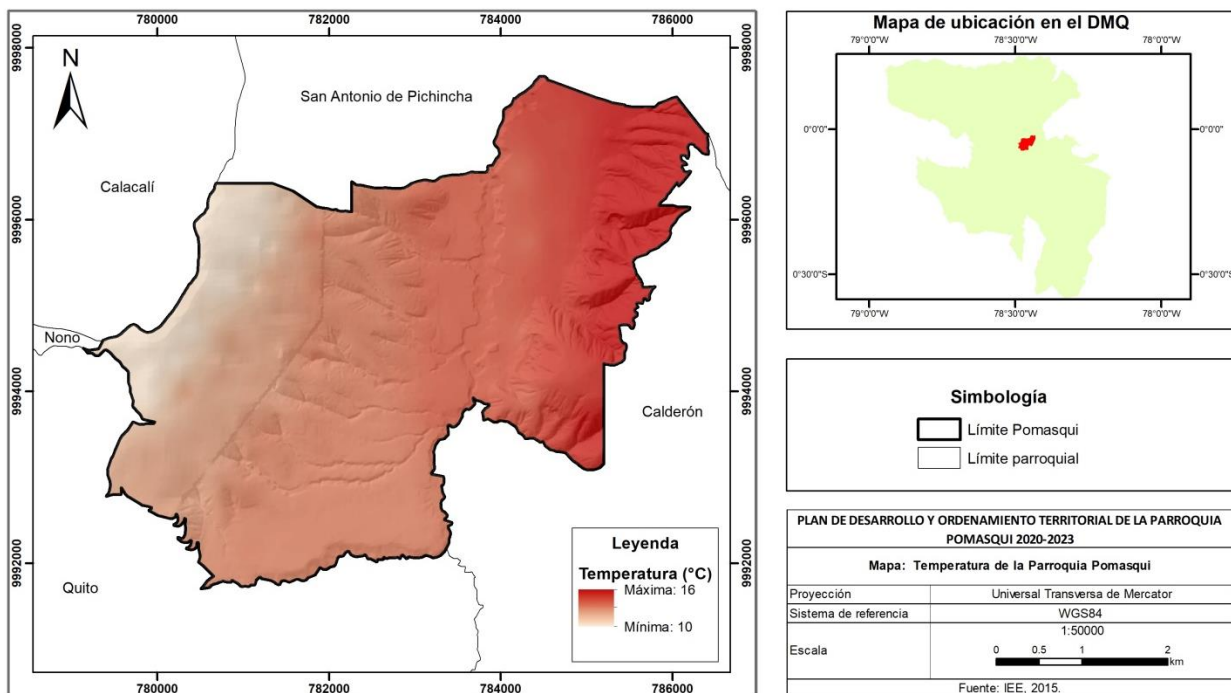 780000 782000 784000 786000
9998000
9996000
9994000
9992000
N
San Antonio de Pichincha
Calacalí
Nono
Quito
Calderón
Leyenda
Temperatura (°C)
Máxima: 16
Mínima: 10
9998000
9996000
9994000
9992000
780000 782000 784000 786000
Mapa de ubicación en el DMQ
79°0'0"W 78°30'0"W 78°0'0"W
0°0'0" 0°0'0"
0°30'0"S 0°30'0"S
79°0'0"W 78°30'0"W 78°0'0"W
Simbología
Límite Pomasqui
Límite parroquial
PLAN DE DESARROLLO Y ORDENAMIENTO TERRITORIAL DE LA PARROQUIA
POMASQUI 2020-2023
Mapa: Temperatura de la Parroquia Pomasqui
Proyección Universal Transversa de Mercator
Sistema de referencia WGS84
Escala 1:50000
0 0.5 1 2
km
Fuente: IEE, 2015.